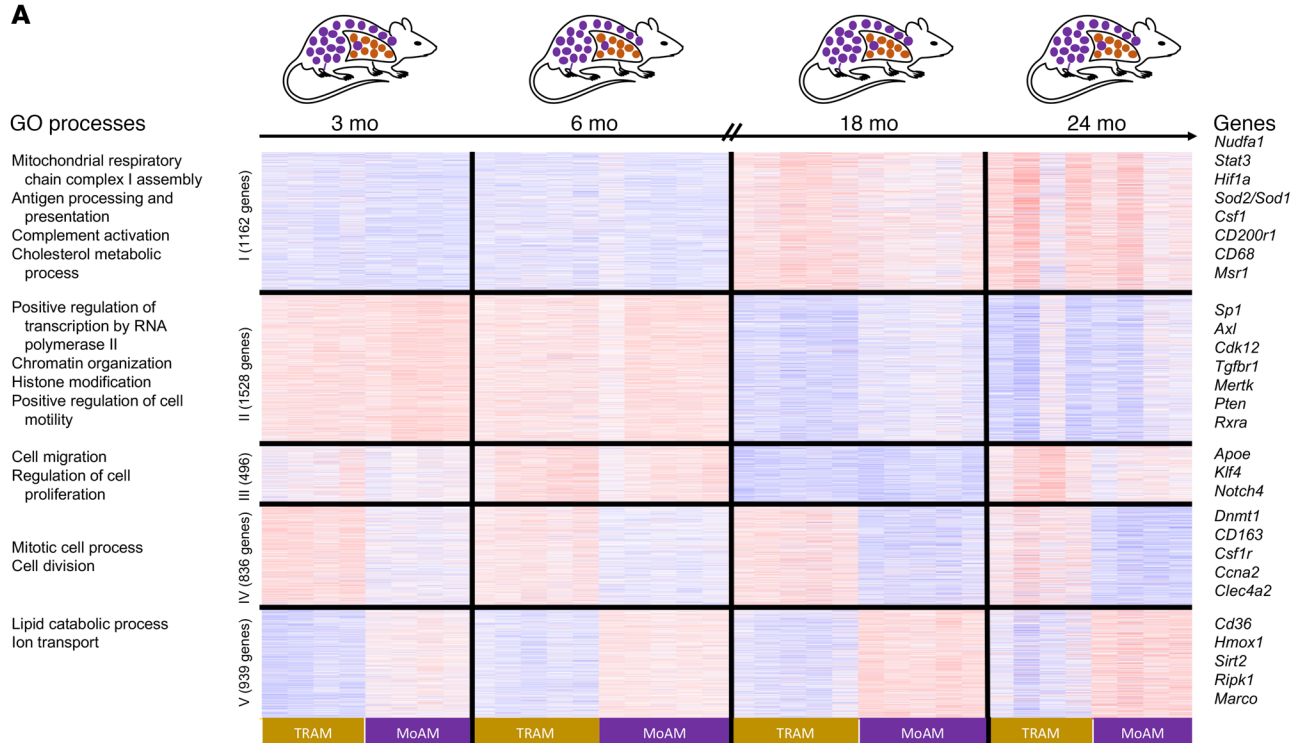 A
GO processes
3 mo
6 mo
18 mo
24 mo
Genes
Mitochondrial respiratory
chain complex I assembly
Antigen processing and
presentation
Complement activation
Cholesterol metabolic
process
I (1162 genes)
Nudfa1
Stat3
Hif1a
Sod2/Sod1
Csf1
CD200r1
CD68
Msr1
Positive regulation of
transcription by RNA
polymerase II
Chromatin organization
Histone modification
Positive regulation of cell
motility
II (1528 genes)
Sp1
Axl
Cdk12
Tgfbr1
Mertk
Pten
Rxra
Cell migration
Regulation of cell
proliferation
III (496)
Apoe
Klf4
Notch4
Mitotic cell process
Cell division
IV (836 genes)
Dnmt1
CD163
Csf1r
Ccna2
Clec4a2
Lipid catabolic process
Ion transport
V (939 genes)
Cd36
Hmox1
Sirt2
Ripk1
Marco
TRAM
MoAM
TRAM
MoAM
TRAM
MoAM
TRAM
MoAM